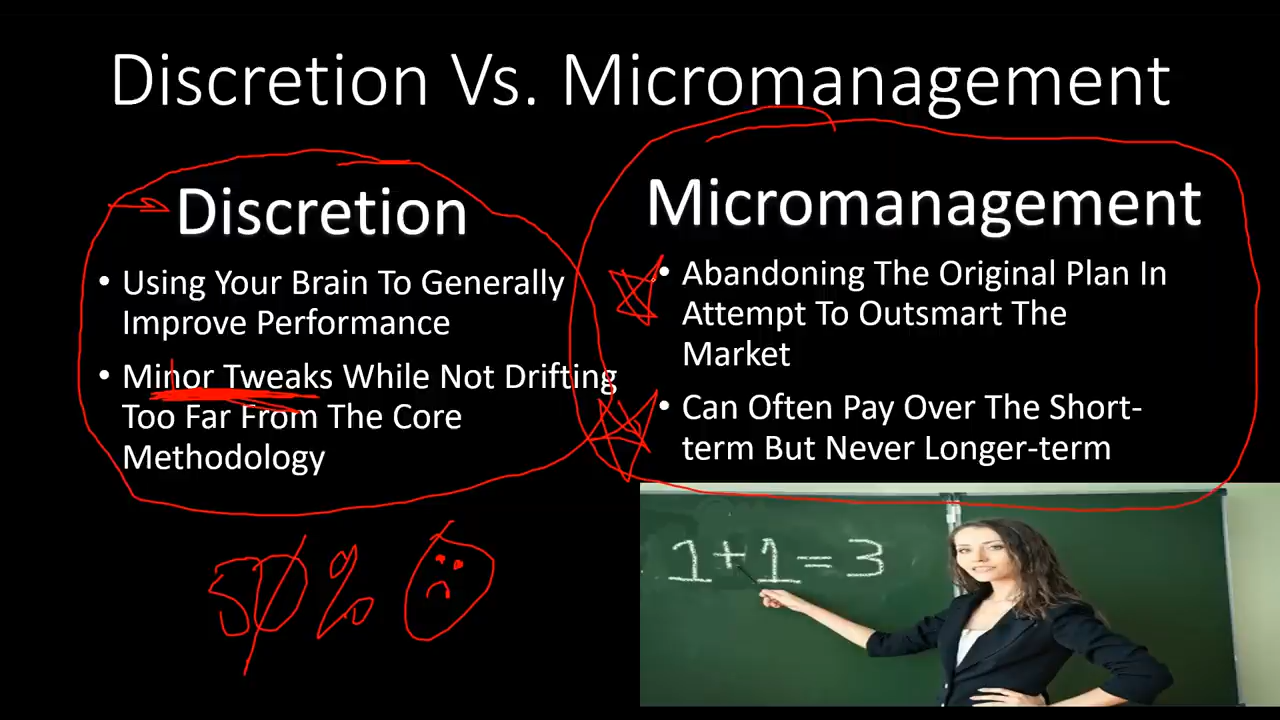 Discretion Vs. Micromanagement
Discretion
• Using Your Brain To Generally
Improve Performance
• Minor Tweaks While Not Drifting
Too Far From The Core
Methodology
50%
Micromanagement
• Abandoning The Original Plan In
Attempt To Outsmart The
Market
• Can Often Pay Over The Short-
term But Never Longer-term
1+1=3